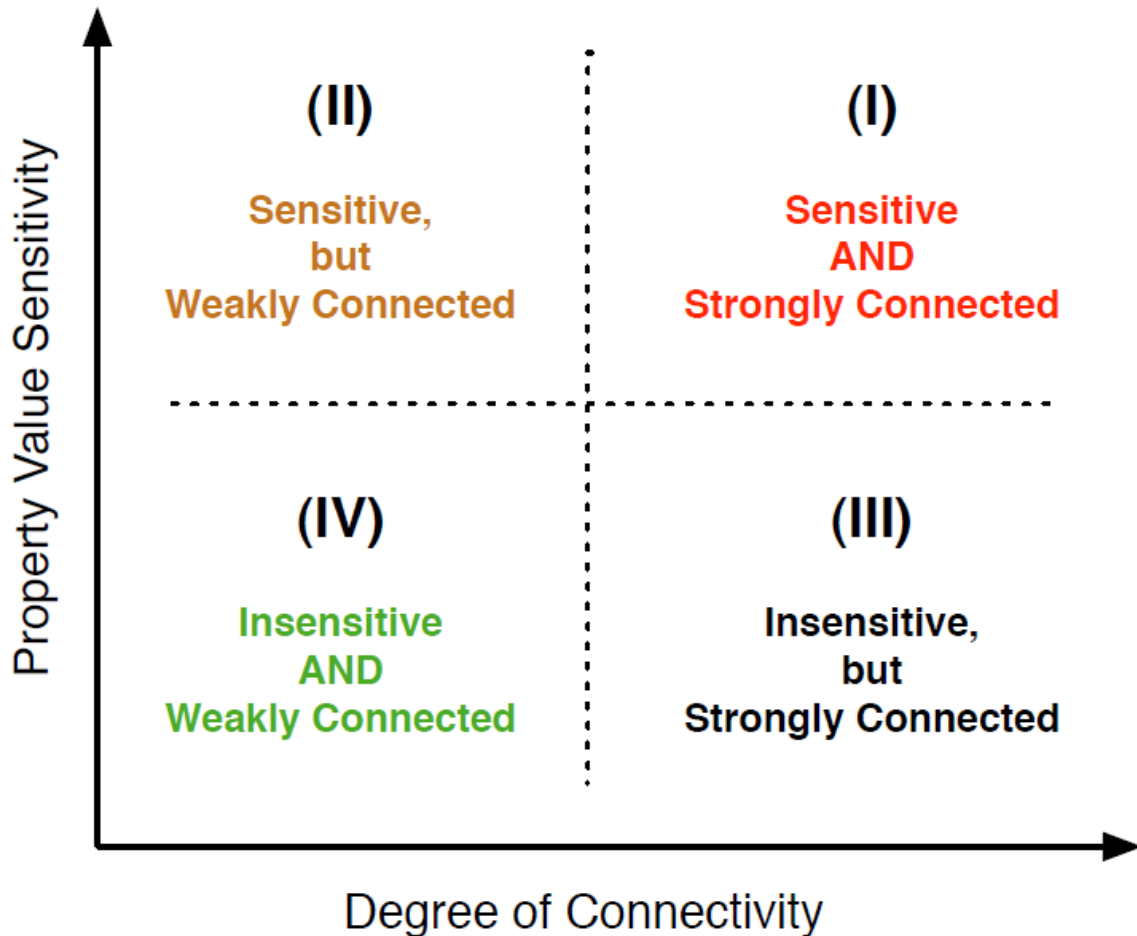 Property Value Sensitivity
(II)
Sensitive,
but
Weakly Connected
(I)
Sensitive
AND
Strongly Connected
(IV)
Insensitive
AND
Weakly Connected
(III)
Insensitive,
but
Strongly Connected
Degree of Connectivity